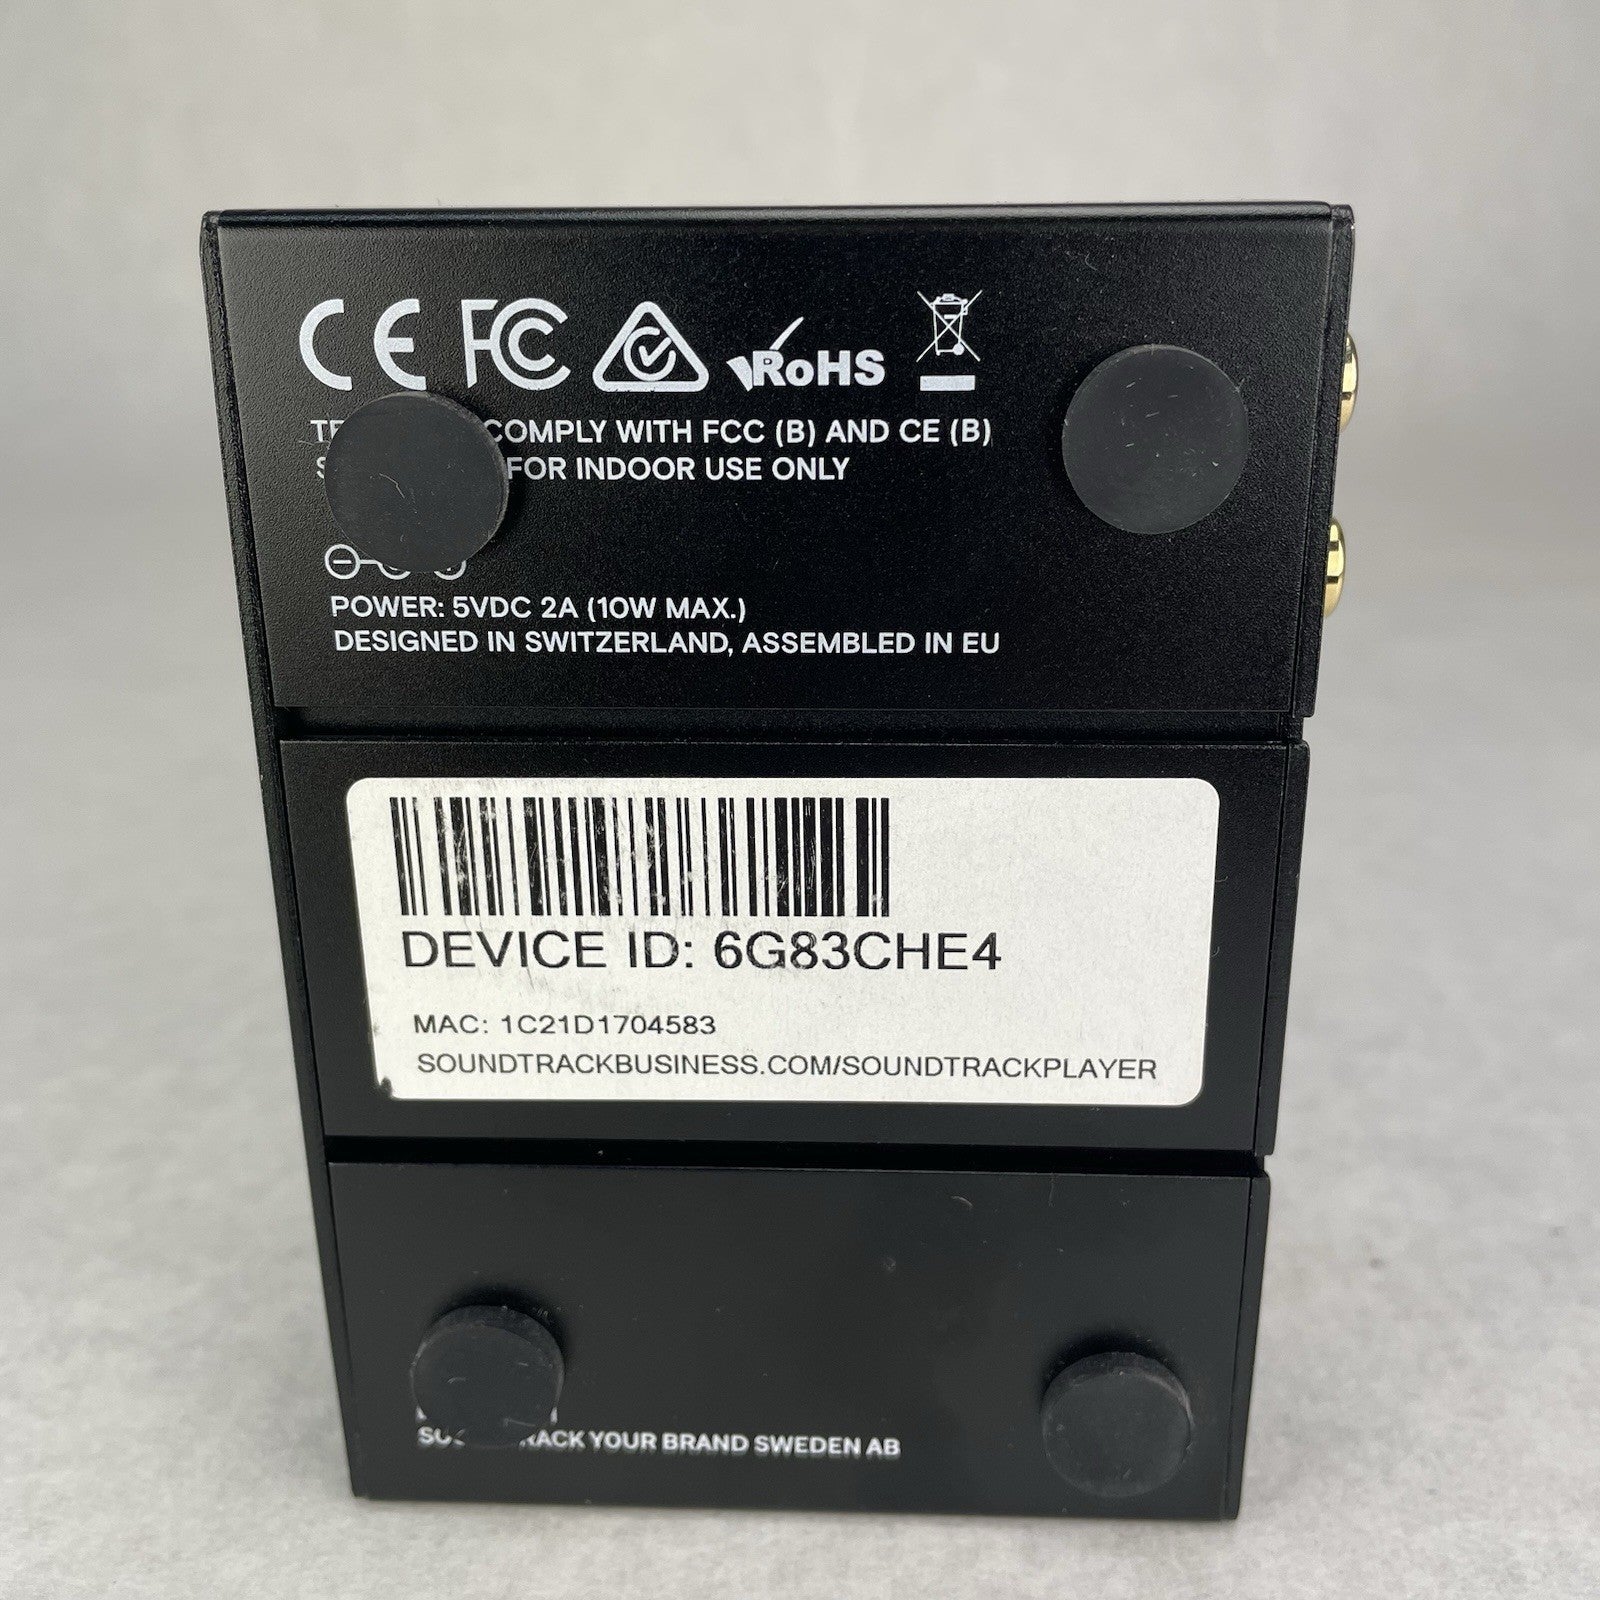 CE FC RoHS
COMPLY WITH FCC (B) AND CE (B)
FOR INDOOR USE ONLY
POWER: 5VDC 2A (10W MAX.)
DESIGNED IN SWITZERLAND, ASSEMBLED IN EU
DEVICE ID: 6G83CHE4
MAC: 1C21D1704583
SOUNDTRACKBUSINESS.COM/SOUNDTRACKPLAYER
YOUR BRAND SWEDEN AB